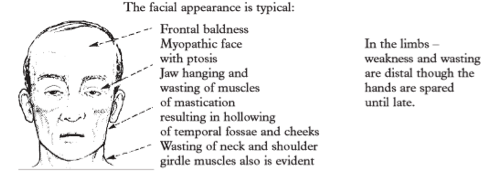 The facial appearance is typical:
Frontal baldness
Myopathic face
with ptosis
Jaw hanging and
wasting of muscles
of mastication
resulting in hollowing
of temporal fossae and cheeks
Wasting of neck and shoulder
girdle muscles also is evident
In the limbs –
weakness and wasting
are distal though the
hands are spared
until late.